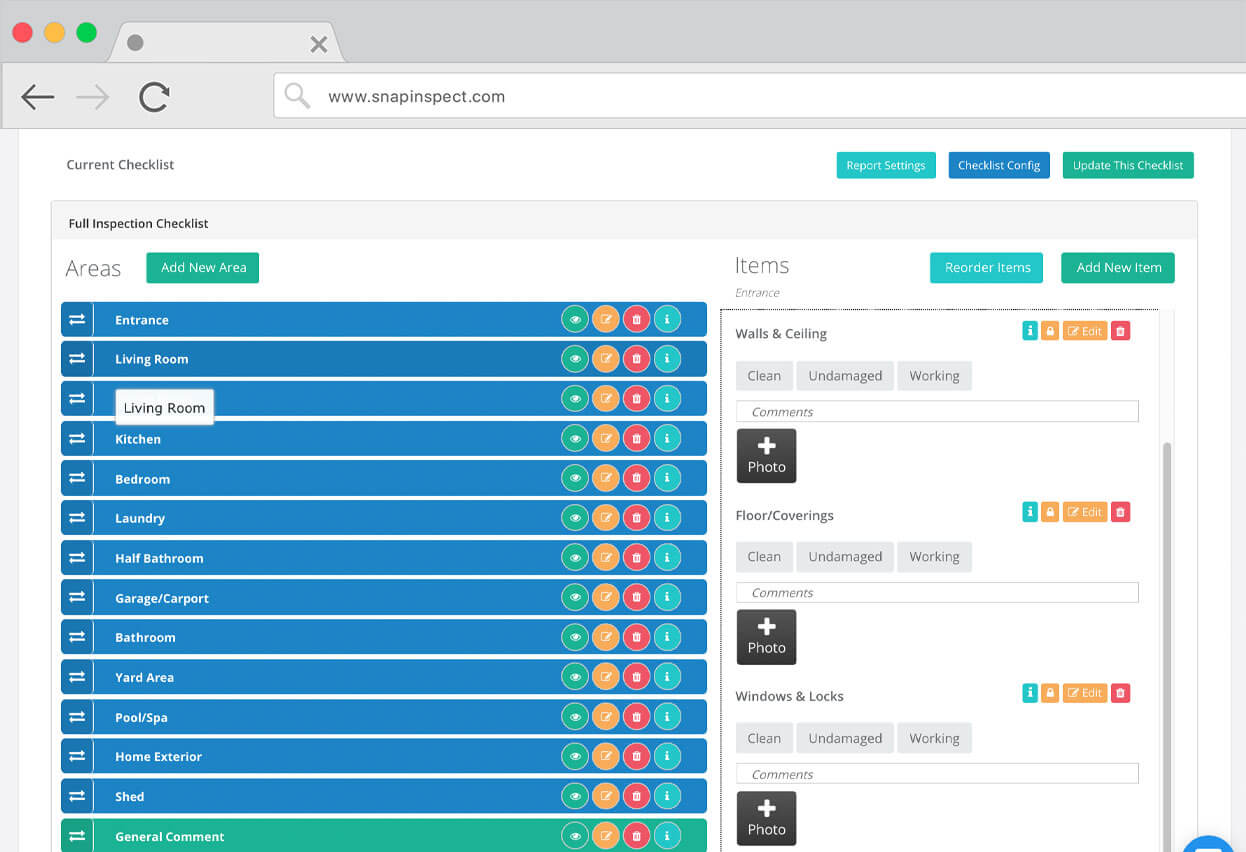 www.snapinspect.com
Current Checklist
Report Settings
Checklist Config
Update This Checklist
Full Inspection Checklist
Areas
Add New Area
Entrance
Living Room
Living Room
Kitchen
Bedroom
Laundry
Half Bathroom
Garage/Carport
Bathroom
Yard Area
Pool/Spa
Home Exterior
Shed
General Comment
Items
Entrance
Reorder Items
Add New Item
Walls & Ceiling
Edit
Clean
Undamaged
Working
Comments
Photo
Floor/Coverings
Edit
Clean
Undamaged
Working
Comments
Photo
Windows & Locks
Edit
Clean
Undamaged
Working
Comments
Photo